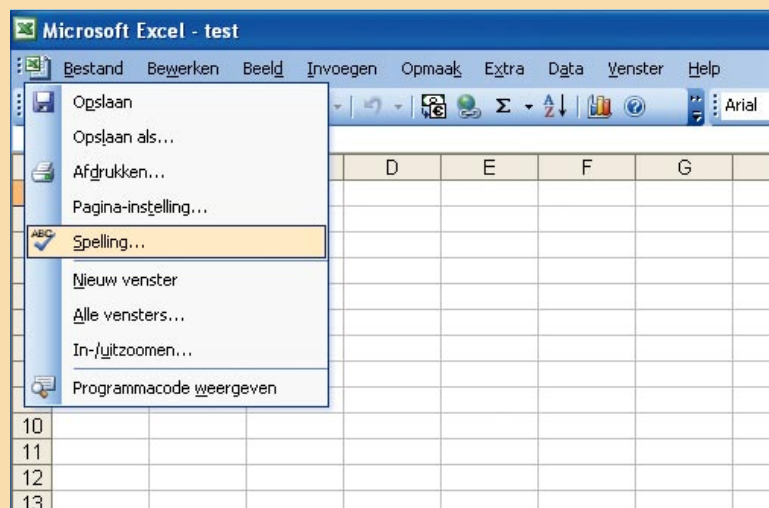 Microsoft Excel - test
Bestand Bewerken Beeld Invoegen Opmaak Extra Data Venster Help
Opslaan
Arial
Opslaan als...
Afdrukken...
D E F G
Pagina-instelling...
ABC Spelling...
Nieuw venster
Alle vensters...
In-/uitzoomen...
Programmacode weergeven
10
11
12
13